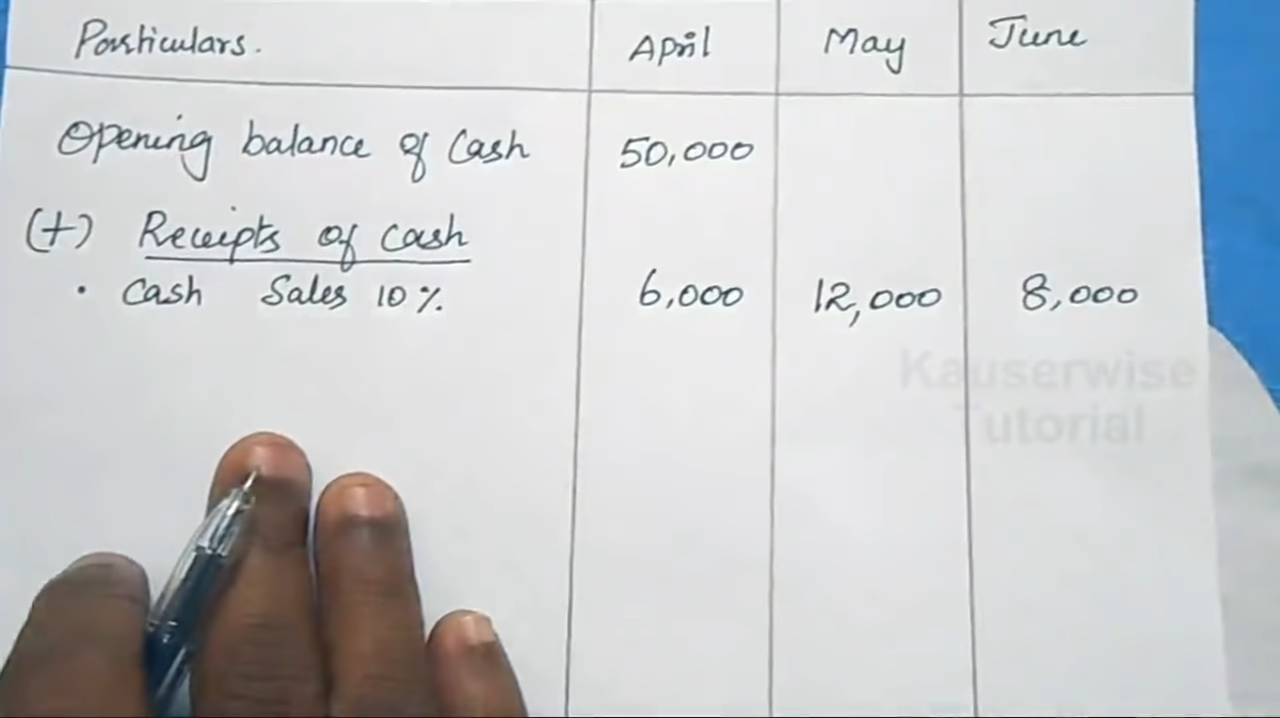 Particulars. April May June
Opening balance of Cash 50,000
(+) Receipts of cash
• Cash Sales 10% 6,000 12,000 8,000
Kauserwise
Tutorial